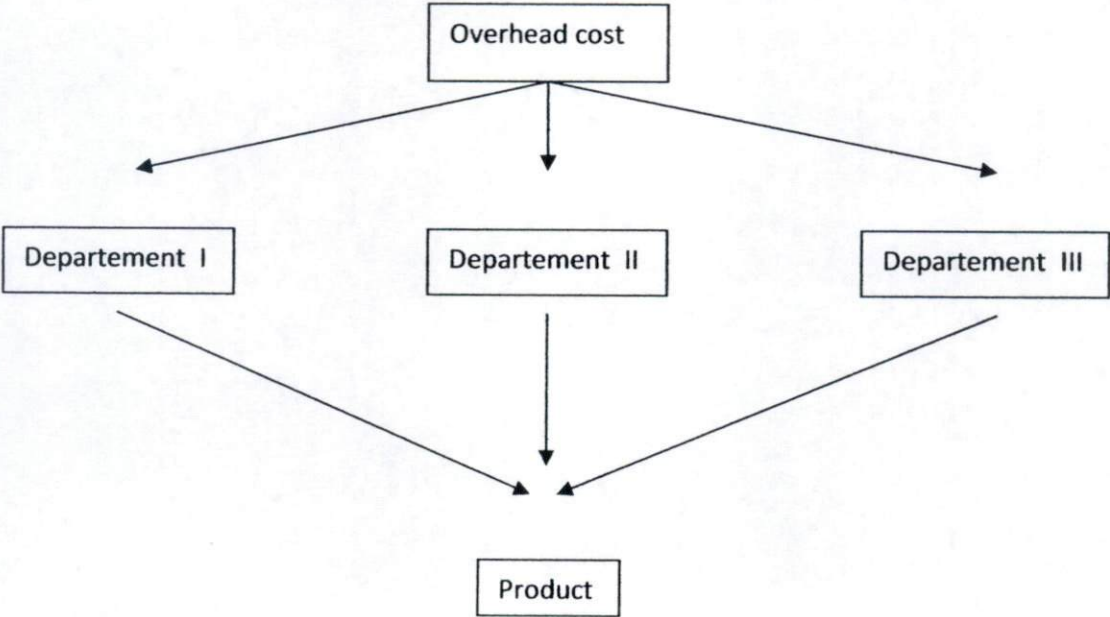 Overhead cost
Departement I
Departement II
Departement III
Product